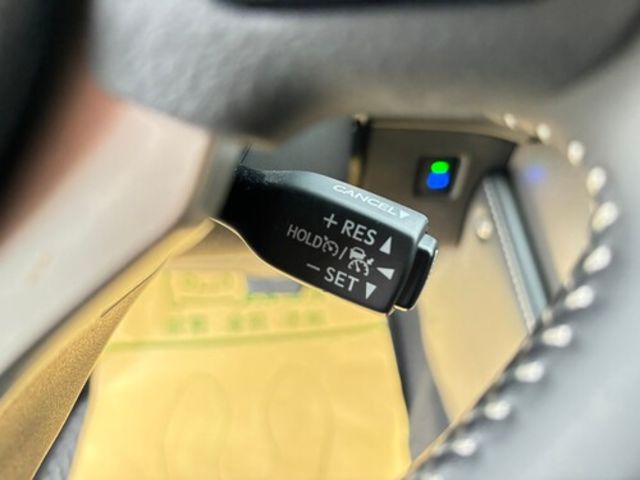 CANCEL▼
+ RES ▲
HOLD / ◀
− SET ▼